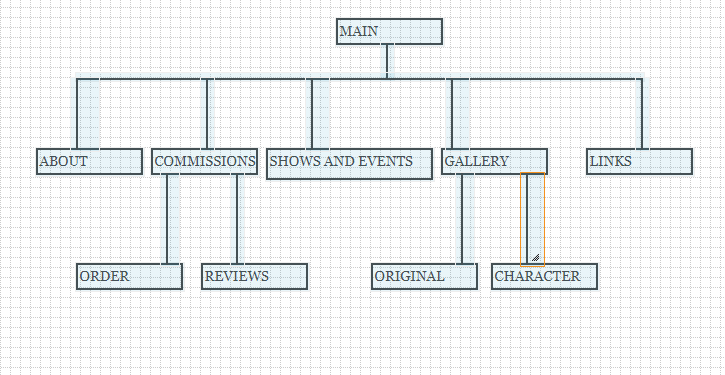 MAIN
ABOUT
COMMISSIONS
SHOWS AND EVENTS
GALLERY
LINKS
ORDER
REVIEWS
ORIGINAL
CHARACTER